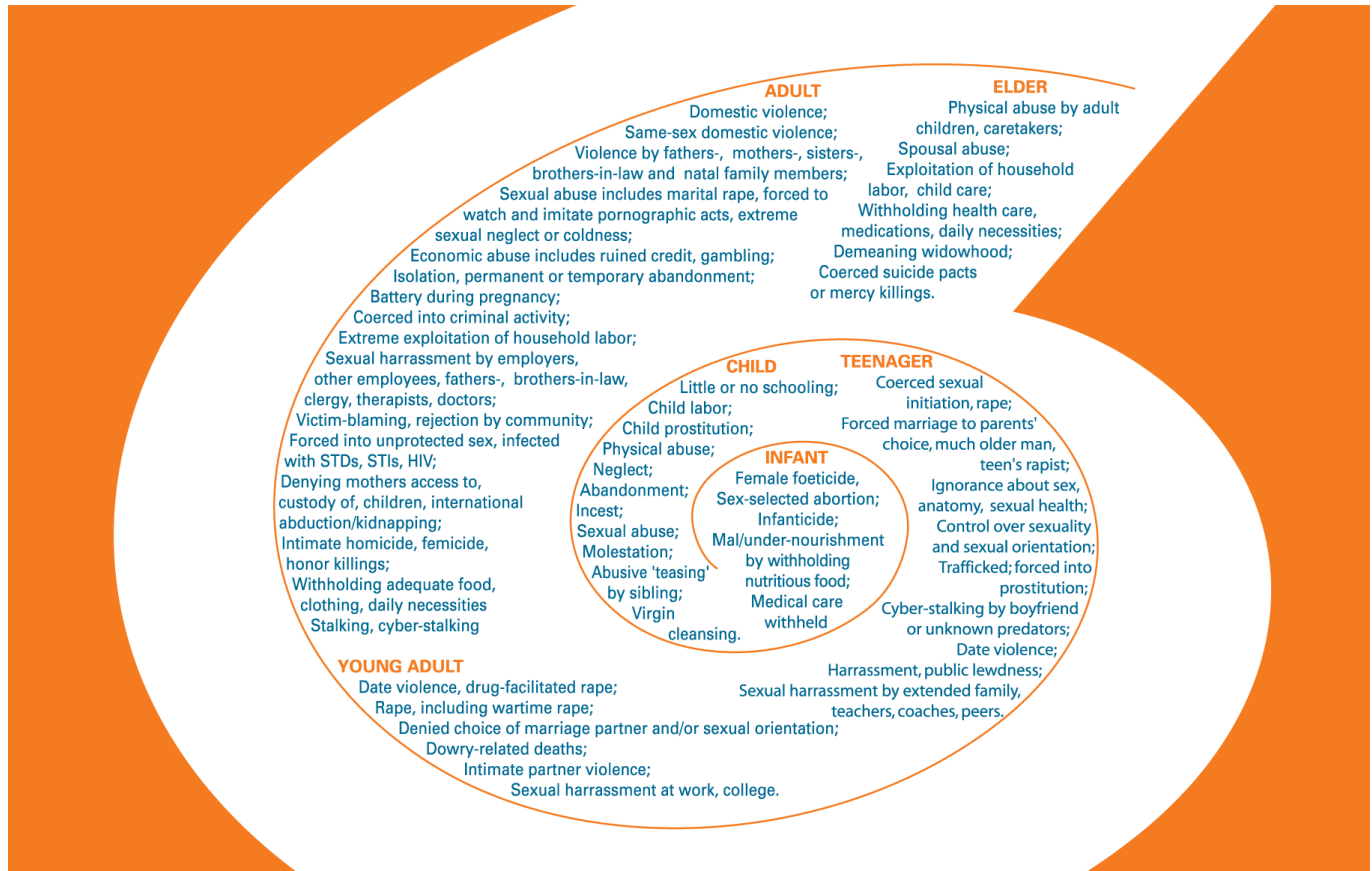 ADULT
Domestic violence;
Same-sex domestic violence;
Violence by fathers-, mothers-, sisters-,
brothers-in-law and natal family members;
Sexual abuse includes marital rape, forced to
watch and imitate pornographic acts, extreme
sexual neglect or coldness;
Economic abuse includes ruined credit, gambling;
Isolation, permanent or temporary abandonment;
Battery during pregnancy;
Coerced into criminal activity;
Extreme exploitation of household labor;
Sexual harrassment by employers,
other employees, fathers-, brothers-in-law,
clergy, therapists, doctors;
Victim-blaming, rejection by community;
Forced into unprotected sex, infected
with STDs, STIs, HIV;
Denying mothers access to,
custody of, children, international
abduction/kidnapping;
Intimate homicide, femicide,
honor killings;
Withholding adequate food,
clothing, daily necessities
Stalking, cyber-stalking
ELDER
Physical abuse by adult
children, caretakers;
Spousal abuse;
Exploitation of household
labor, child care;
Withholding health care,
medications, daily necessities;
Demeaning widowhood;
Coerced suicide pacts
or mercy killings.
CHILD
Little or no schooling;
Child labor;
Child prostitution;
Physical abuse;
Neglect;
Abandonment;
Incest;
Sexual abuse;
Molestation;
Abusive 'teasing'
by sibling;
Virgin
cleansing.
INFANT
Female foeticide,
Sex-selected abortion;
Infanticide;
Mal/under-nourishment
by withholding
nutritious food;
Medical care
withheld
TEENAGER
Coerced sexual
initiation, rape;
Forced marriage to parents'
choice, much older man,
teen's rapist;
Ignorance about sex,
anatomy, sexual health;
Control over sexuality
and sexual orientation;
Trafficked; forced into
prostitution;
Cyber-stalking by boyfriend
or unknown predators;
Date violence;
Harrassment, public lewdness;
Sexual harrassment by extended family,
teachers, coaches, peers.
YOUNG ADULT
Date violence, drug-facilitated rape;
Rape, including wartime rape;
Denied choice of marriage partner and/or sexual orientation;
Dowry-related deaths;
Intimate partner violence;
Sexual harrassment at work, college.